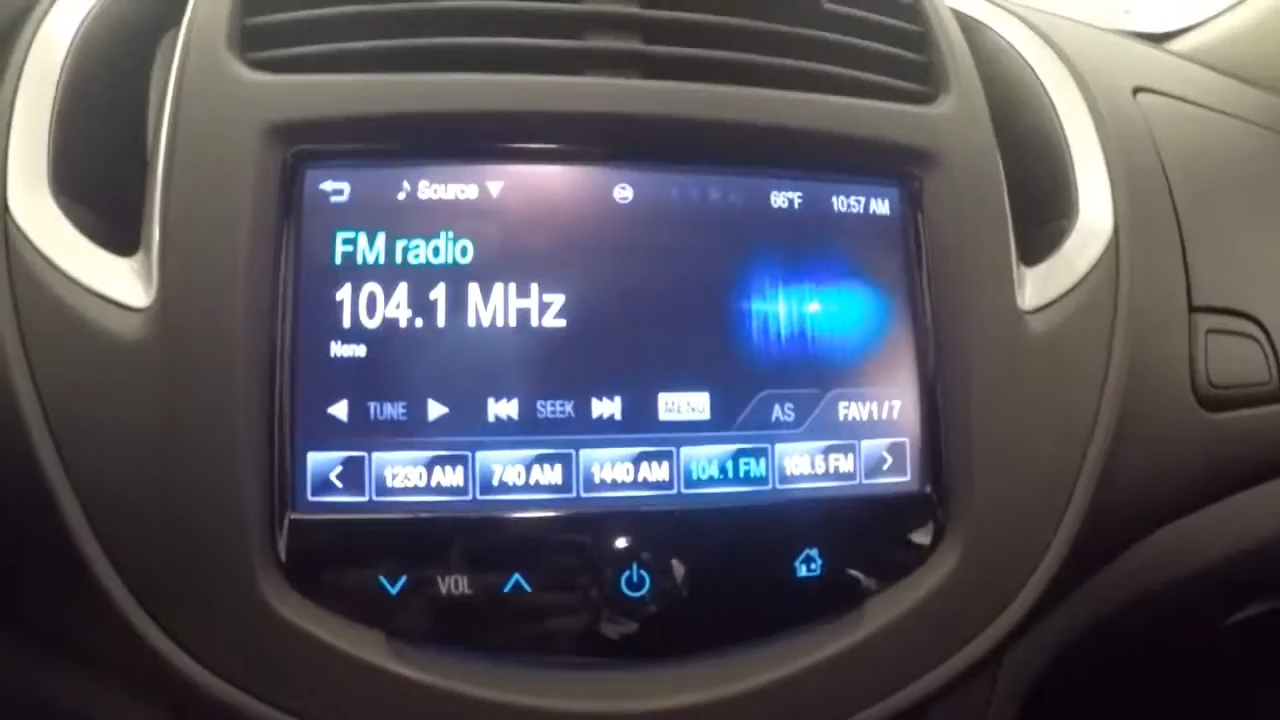 Source 66°F 10:57 AM
FM radio
104.1 MHz
None
TUNE SEEK MENU AS FAV1/7
1230 AM 740 AM 1440 AM 104.1 FM
VOL